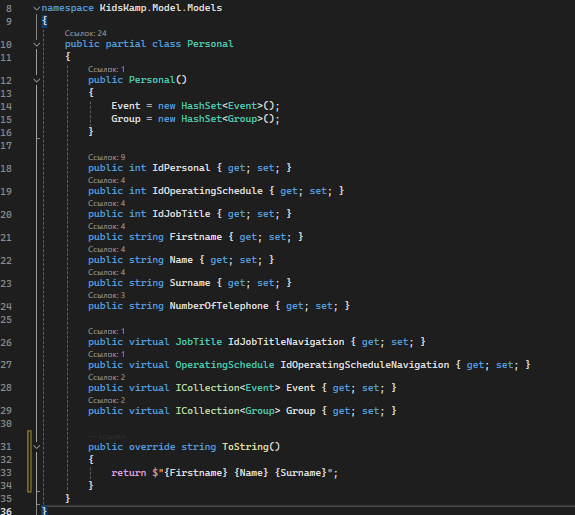 8 namespace KidsKamp.Model.Models
9 {
Ссылок: 24
10 public partial class Personal
11 {
Ссылок: 1
12 public Personal()
13 {
14 Event = new HashSet<Event>();
15 Group = new HashSet<Group>();
16 }
17
Ссылок: 9
18 public int IdPersonal { get; set; }
Ссылок: 4
19 public int IdOperatingSchedule { get; set; }
Ссылок: 4
20 public int IdJobTitle { get; set; }
Ссылок: 4
21 public string Firstname { get; set; }
Ссылок: 4
22 public string Name { get; set; }
Ссылок: 4
23 public string Surname { get; set; }
Ссылок: 3
24 public string NumberOfTelephone { get; set; }
25
Ссылок: 1
26 public virtual JobTitle IdJobTitleNavigation { get; set; }
Ссылок: 1
27 public virtual OperatingSchedule IdOperatingScheduleNavigation { get; set; }
Ссылок: 2
28 public virtual ICollection<Event> Event { get; set; }
Ссылок: 2
29 public virtual ICollection<Group> Group { get; set; }
30
31 public override string ToString()
32 {
33 return $"{Firstname} {Name} {Surname}";
34 }
35 }
36 }